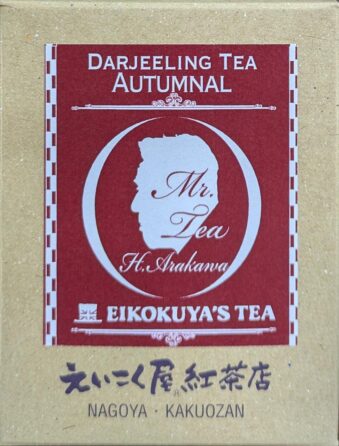 DARJEELING TEA
AUTUMNAL
Mr.
Tea
H. Arakawa
EIKOKUYA'S TEA
えいこく屋 紅茶店
NAGOYA・KAKUOZAN